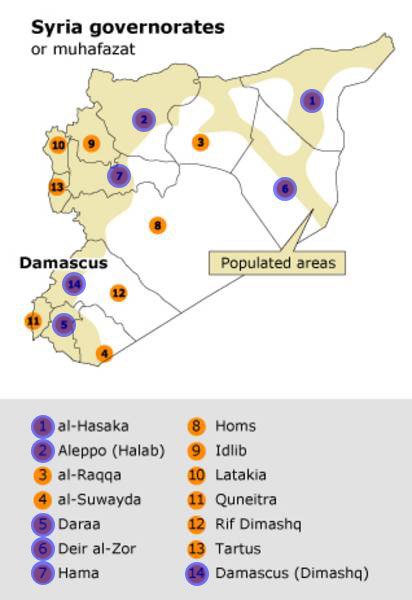 Syria governorates
or muhafazat
1
2
10
9
3
7
13
6
8
Damascus
Populated areas
14
12
11
5
4
1 al-Hasaka
2 Aleppo (Halab)
3 al-Raqqa
4 al-Suwayda
5 Daraa
6 Deir al-Zor
7 Hama
8 Homs
9 Idlib
10 Latakia
11 Quneitra
12 Rif Dimashq
13 Tartus
14 Damascus (Dimashq)